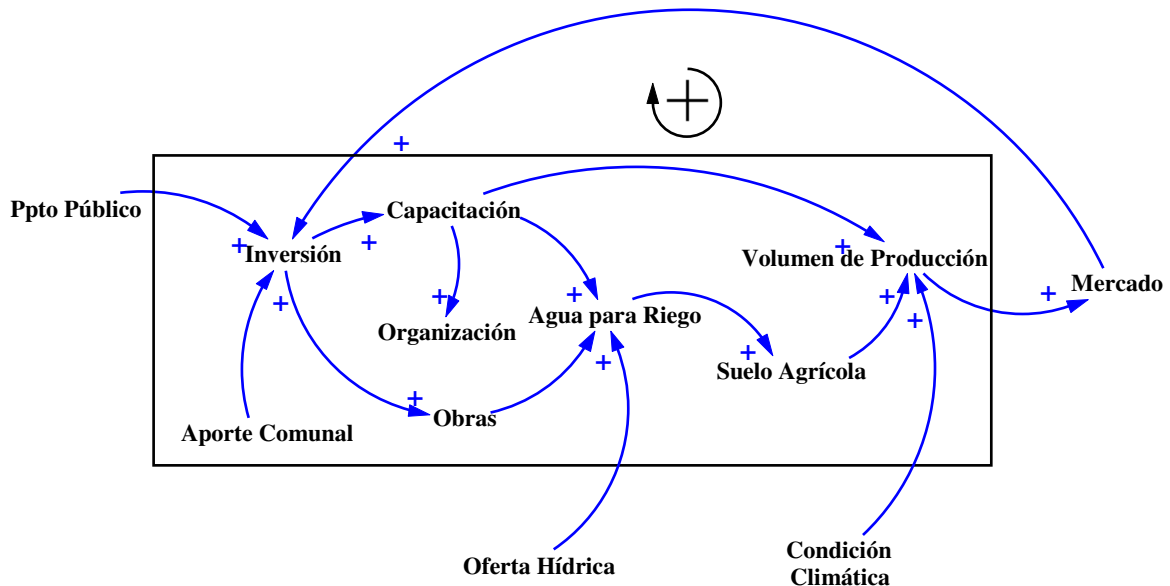 Ppto Público
Inversión
Capacitación
Volumen de Producción
Mercado
Organización
Agua para Riego
Suelo Agrícola
Obras
Aporte Comunal
Oferta Hídrica
Condición
Climática
+
+
+
+
+
+
+
+
+
+
+
+
+
+